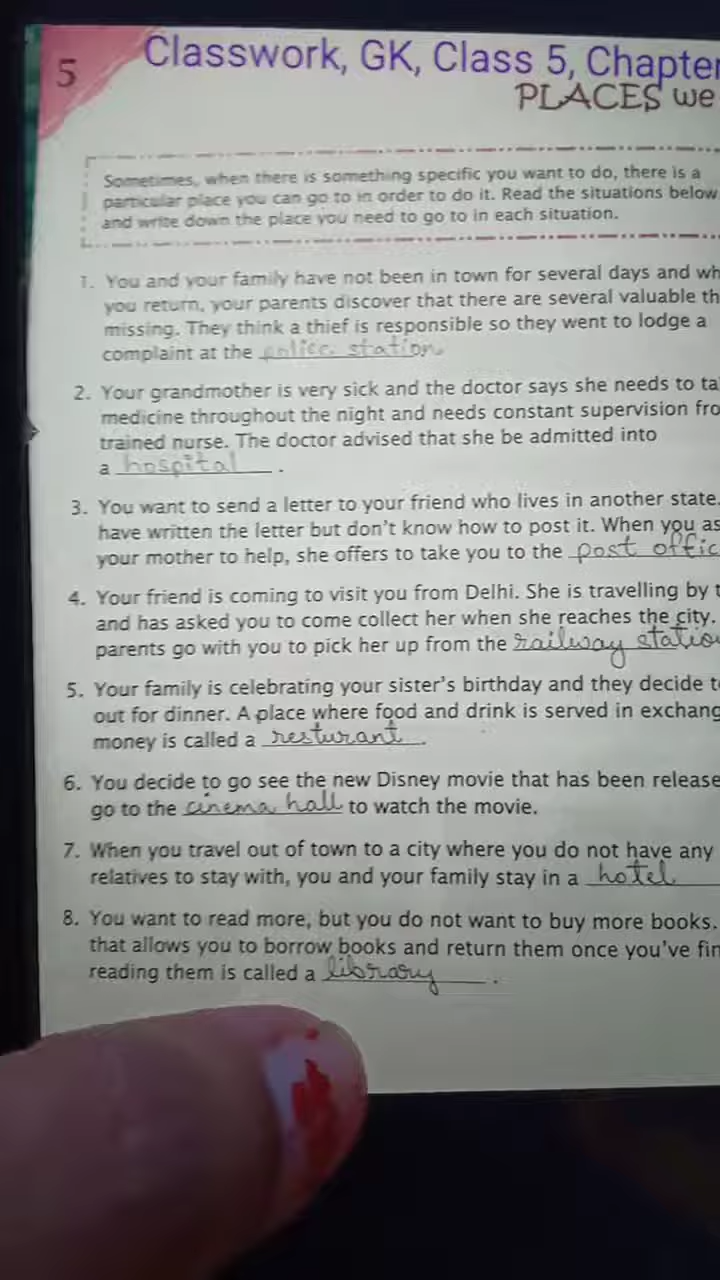 5
Classwork, GK, Class 5, Chapter
PLACES we
Sometimes, when there is something specific you want to do, there is a
particular place you can go to in order to do it. Read the situations below
and write down the place you need to go to in each situation.
1. You and your family have not been in town for several days and wh
you return, your parents discover that there are several valuable th
missing. They think a thief is responsible so they went to lodge a
complaint at the police station
2. Your grandmother is very sick and the doctor says she needs to ta
medicine throughout the night and needs constant supervision fro
trained nurse. The doctor advised that she be admitted into
a hospital.
3. You want to send a letter to your friend who lives in another state.
have written the letter but don't know how to post it. When you as
your mother to help, she offers to take you to the post offic
4. Your friend is coming to visit you from Delhi. She is travelling by t
and has asked you to come collect her when she reaches the city.
parents go with you to pick her up from the railway station
5. Your family is celebrating your sister's birthday and they decide t
out for dinner. A place where food and drink is served in exchang
money is called a resturant.
6. You decide to go see the new Disney movie that has been release
go to the cinema hall to watch the movie.
7. When you travel out of town to a city where you do not have any
relatives to stay with, you and your family stay in a hotel
8. You want to read more, but you do not want to buy more books.
that allows you to borrow books and return them once you've fin
reading them is called a library.